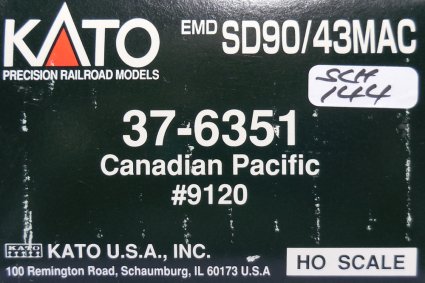 KATO
PRECISION RAILROAD MODELS
EMD SD90/43MAC
SCH
144
37-6351
Canadian Pacific
#9120
KATO
KATO U.S.A., INC.
100 Remington Road, Schaumburg, IL 60173 U.S.A
HO SCALE